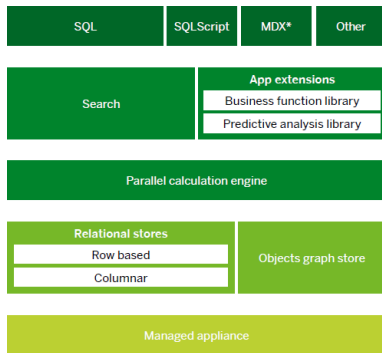 SQL
SQLScript
MDX*
Other
Search
App extensions
Business function library
Predictive analysis library
Parallel calculation engine
Relational stores
Row based
Columnar
Objects graph store
Managed appliance